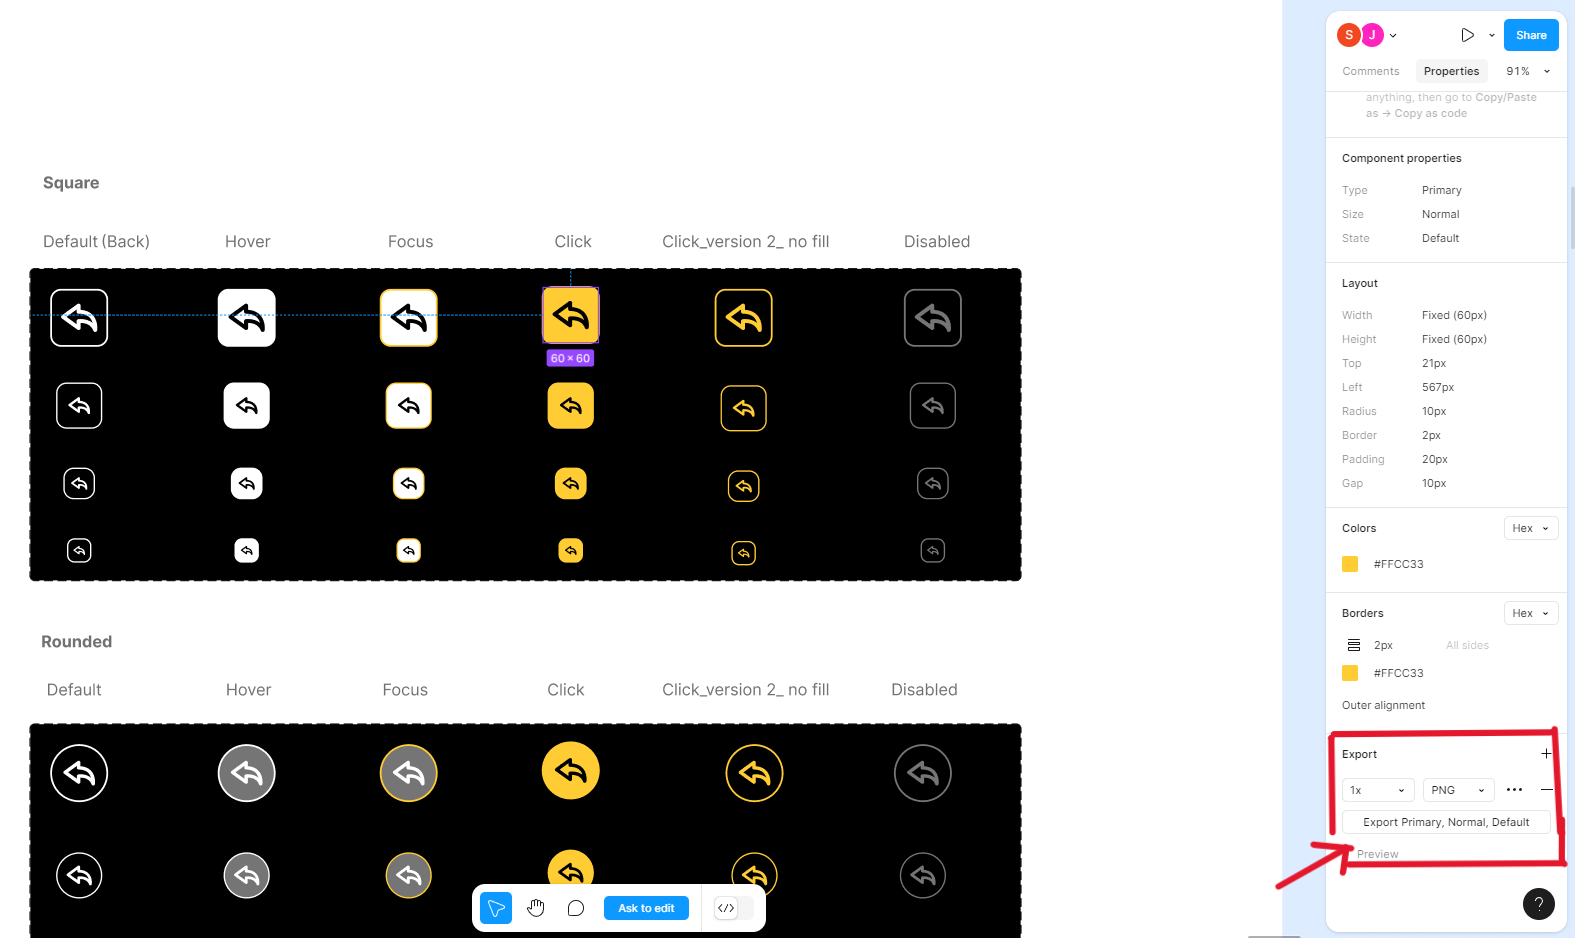 S J
Share
Comments Properties 91%
anything, then go to Copy/Paste
as → Copy as code
Component properties
Type Primary
Size Normal
State Default
Layout
Width Fixed (60px)
Height Fixed (60px)
Top 21px
Left 567px
Radius 10px
Border 2px
Padding 20px
Gap 10px
Colors Hex
#FFCC33
Borders Hex
2px All sides
#FFCC33
Outer alignment
Export
1x PNG
Export Primary, Normal, Default
Preview
?
Square
Default (Back) Hover Focus Click Click_version 2_ no fill Disabled
60 × 60
Rounded
Default Hover Focus Click Click_version 2_ no fill Disabled
Ask to edit </>